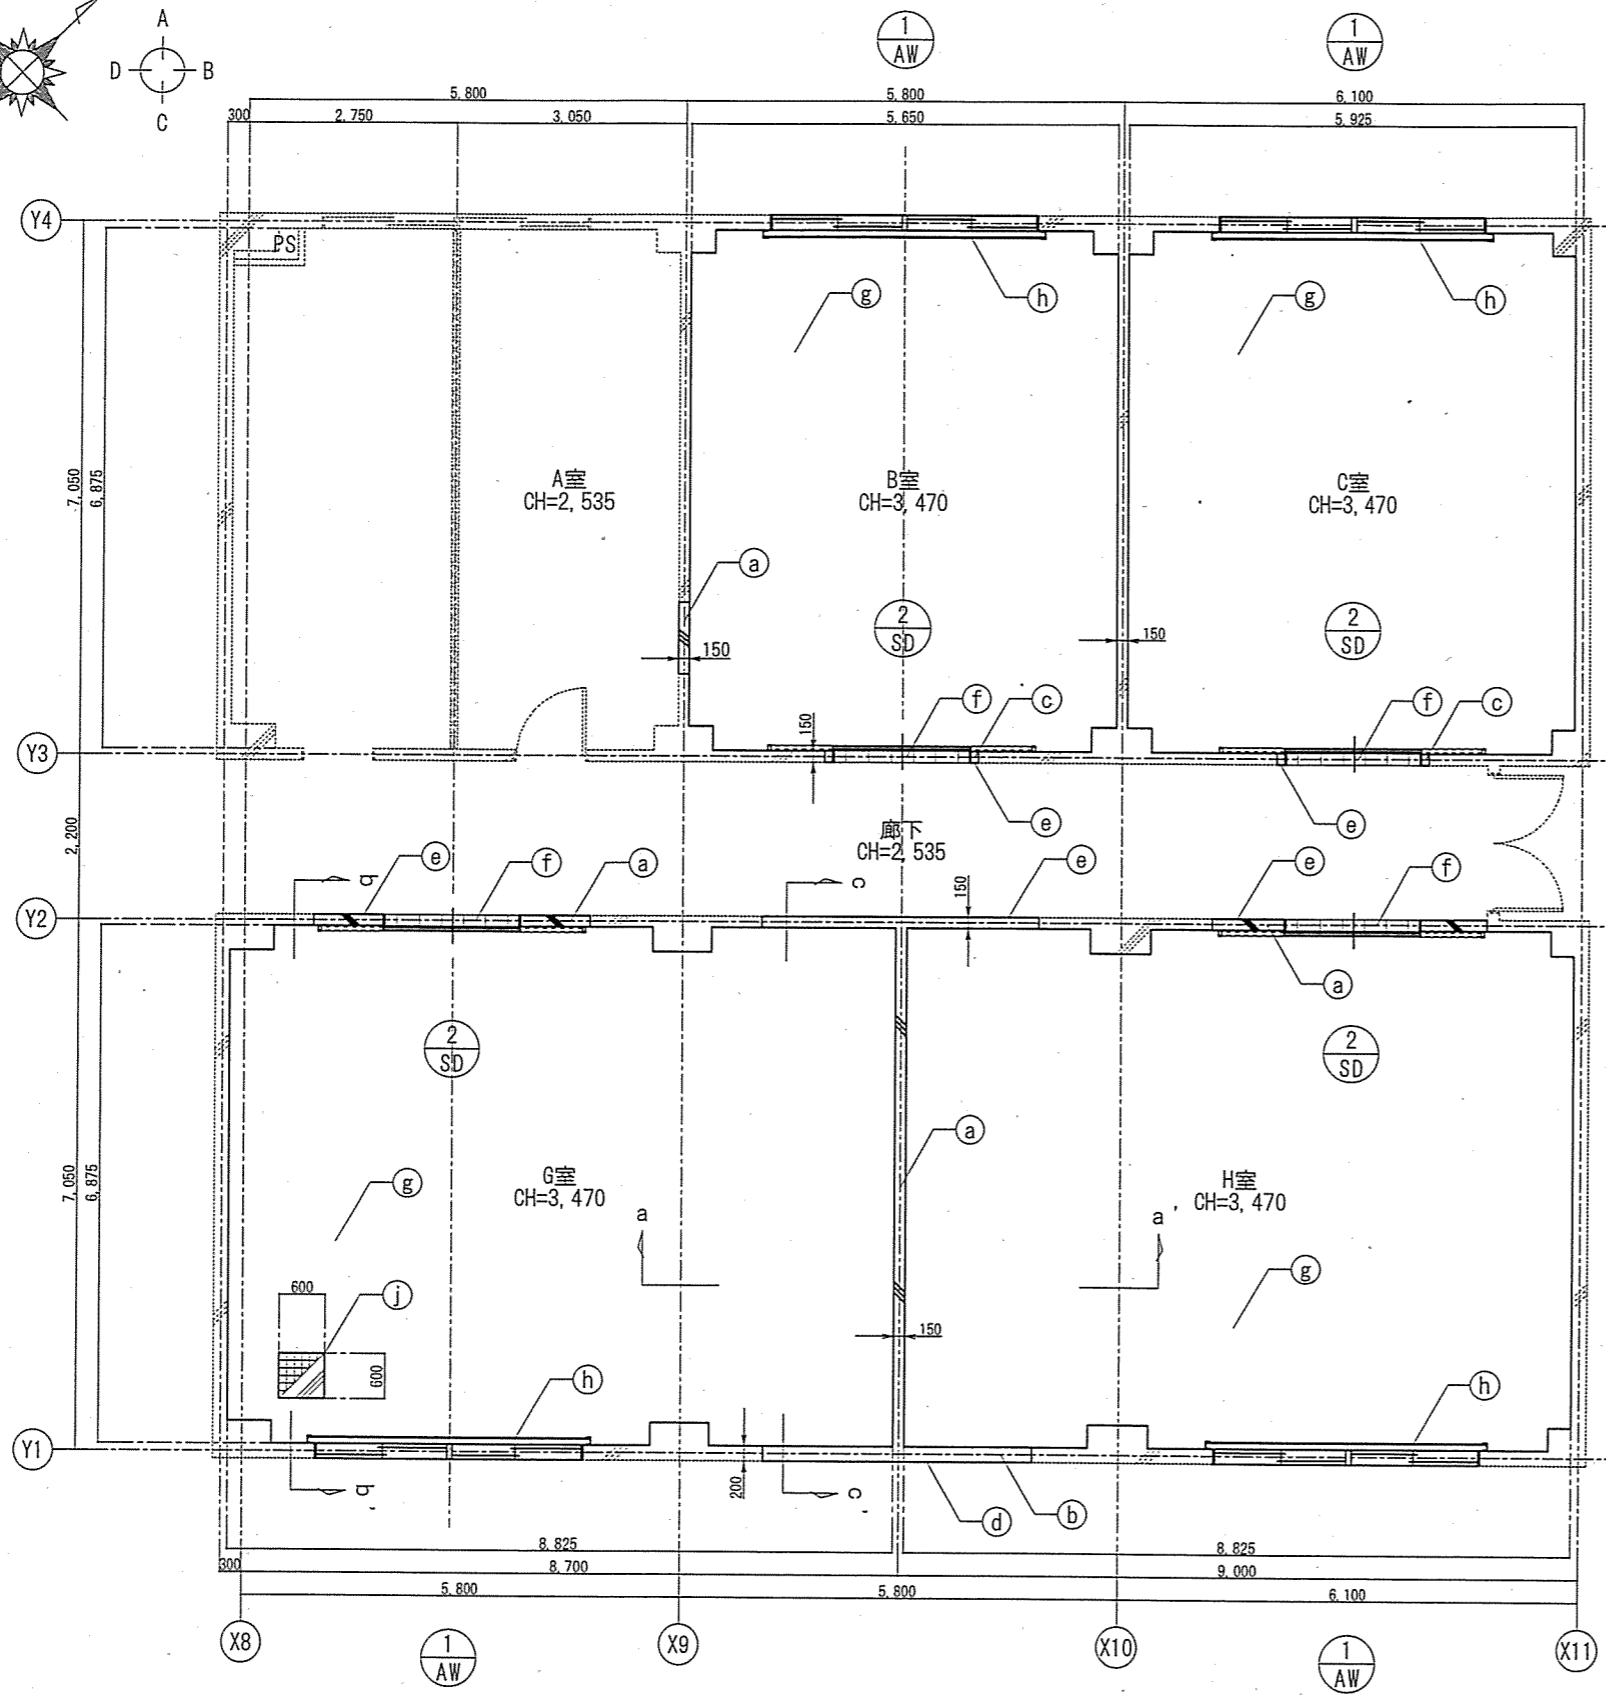 A
D B
C
1
AW
1
AW
5,800
5,800
6,100
300
2,750
3,050
5,650
5,925
Y4
PS
h
h
g
g
7,050
6,875
A室
CH=2,535
B室
CH=3,470
C室
CH=3,470
a
2
SD
2
SD
150
150
f
c
f
c
150
Y3
e
e
2,200
廊下
CH=2,535
e
f
a
e
e
f
b
c
150
Y2
a
2
SD
2
SD
a
7,050
6,875
g
G室
CH=3,470
H室
CH=3,470
a
a'
g
600
j
600
150
h
h
Y1
200
b'
c'
d
b
8,825
8,825
300
8,700
9,000
5,800
5,800
6,100
X8
X9
X10
X11
1
AW
1
AW